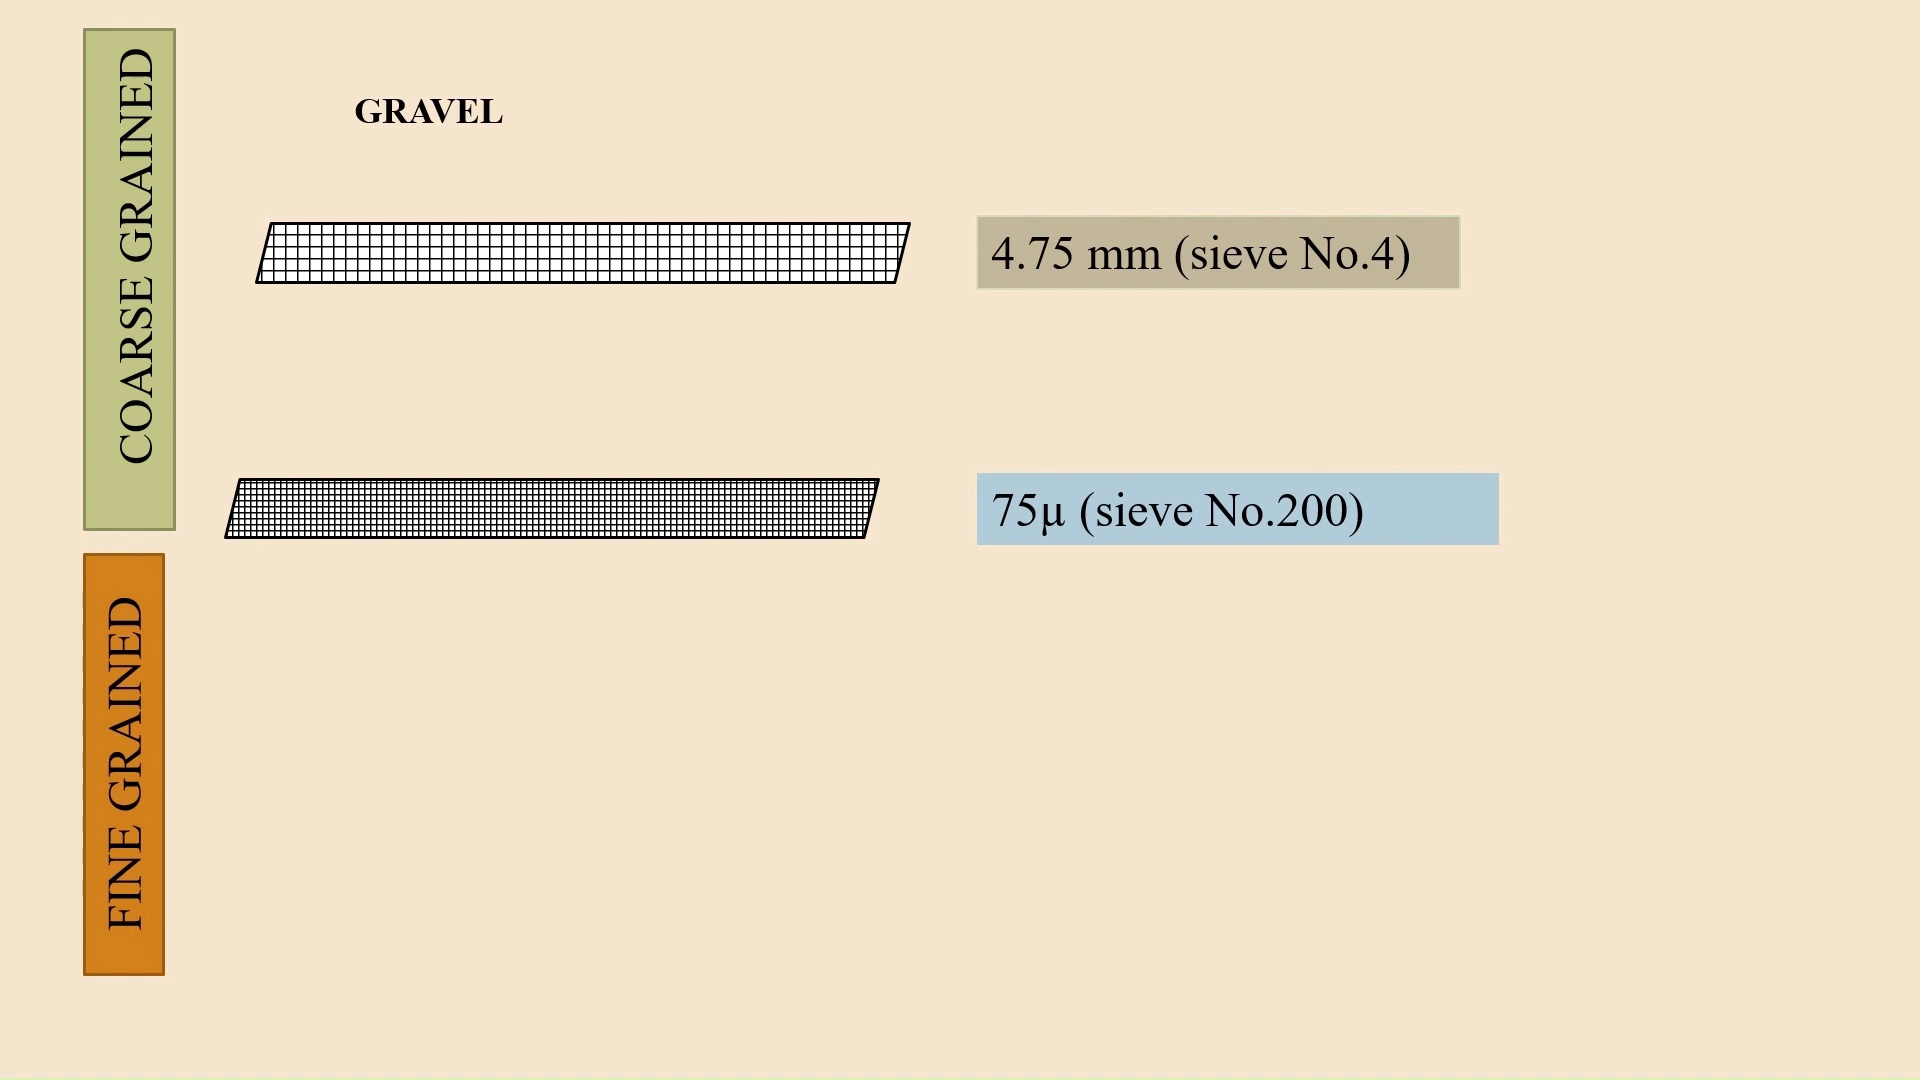 COARSE GRAINED
GRAVEL
4.75 mm (sieve No.4)
75μ (sieve No.200)
FINE GRAINED